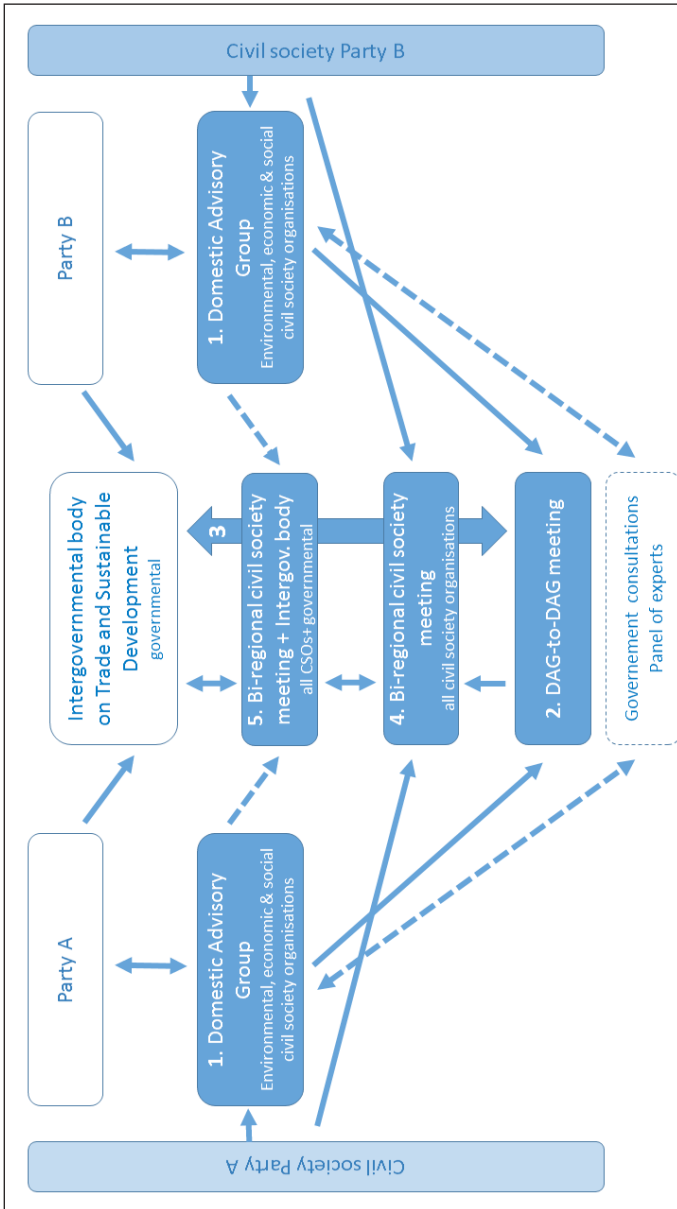 Civil society Party A
Party A
1. Domestic Advisory
Group
Environmental, economic & social
civil society organisations
Intergovernmental body
on Trade and Sustainable
Development
governmental
3
5. Bi-regional civil society
meeting + Intergov. body
all CSOs+governmental
4. Bi-regional civil society
meeting
all civil society organisations
2. DAG-to-DAG meeting
Governement consultations
Panel of experts
Party B
1. Domestic Advisory
Group
Environmental, economic & social
civil society organisations
Civil society Party B